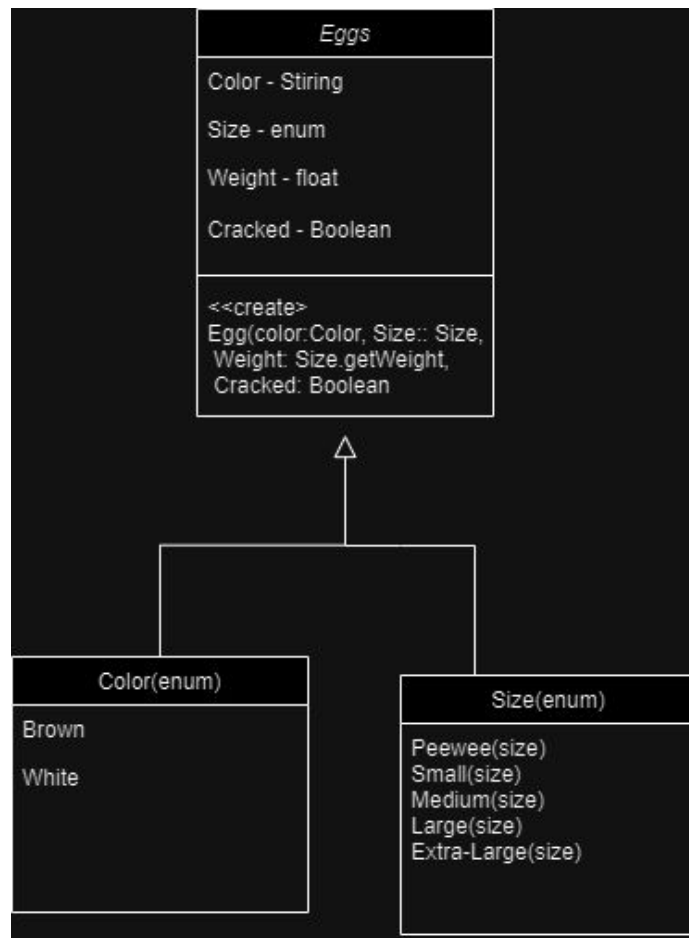 Eggs
Color - Stiring
Size - enum
Weight - float
Cracked - Boolean
<<create>
Egg(color:Color, Size:: Size,
Weight: Size.getWeight,
Cracked: Boolean
Color(enum)
Brown
White
Size(enum)
Peewee(size)
Small(size)
Medium(size)
Large(size)
Extra-Large(size)